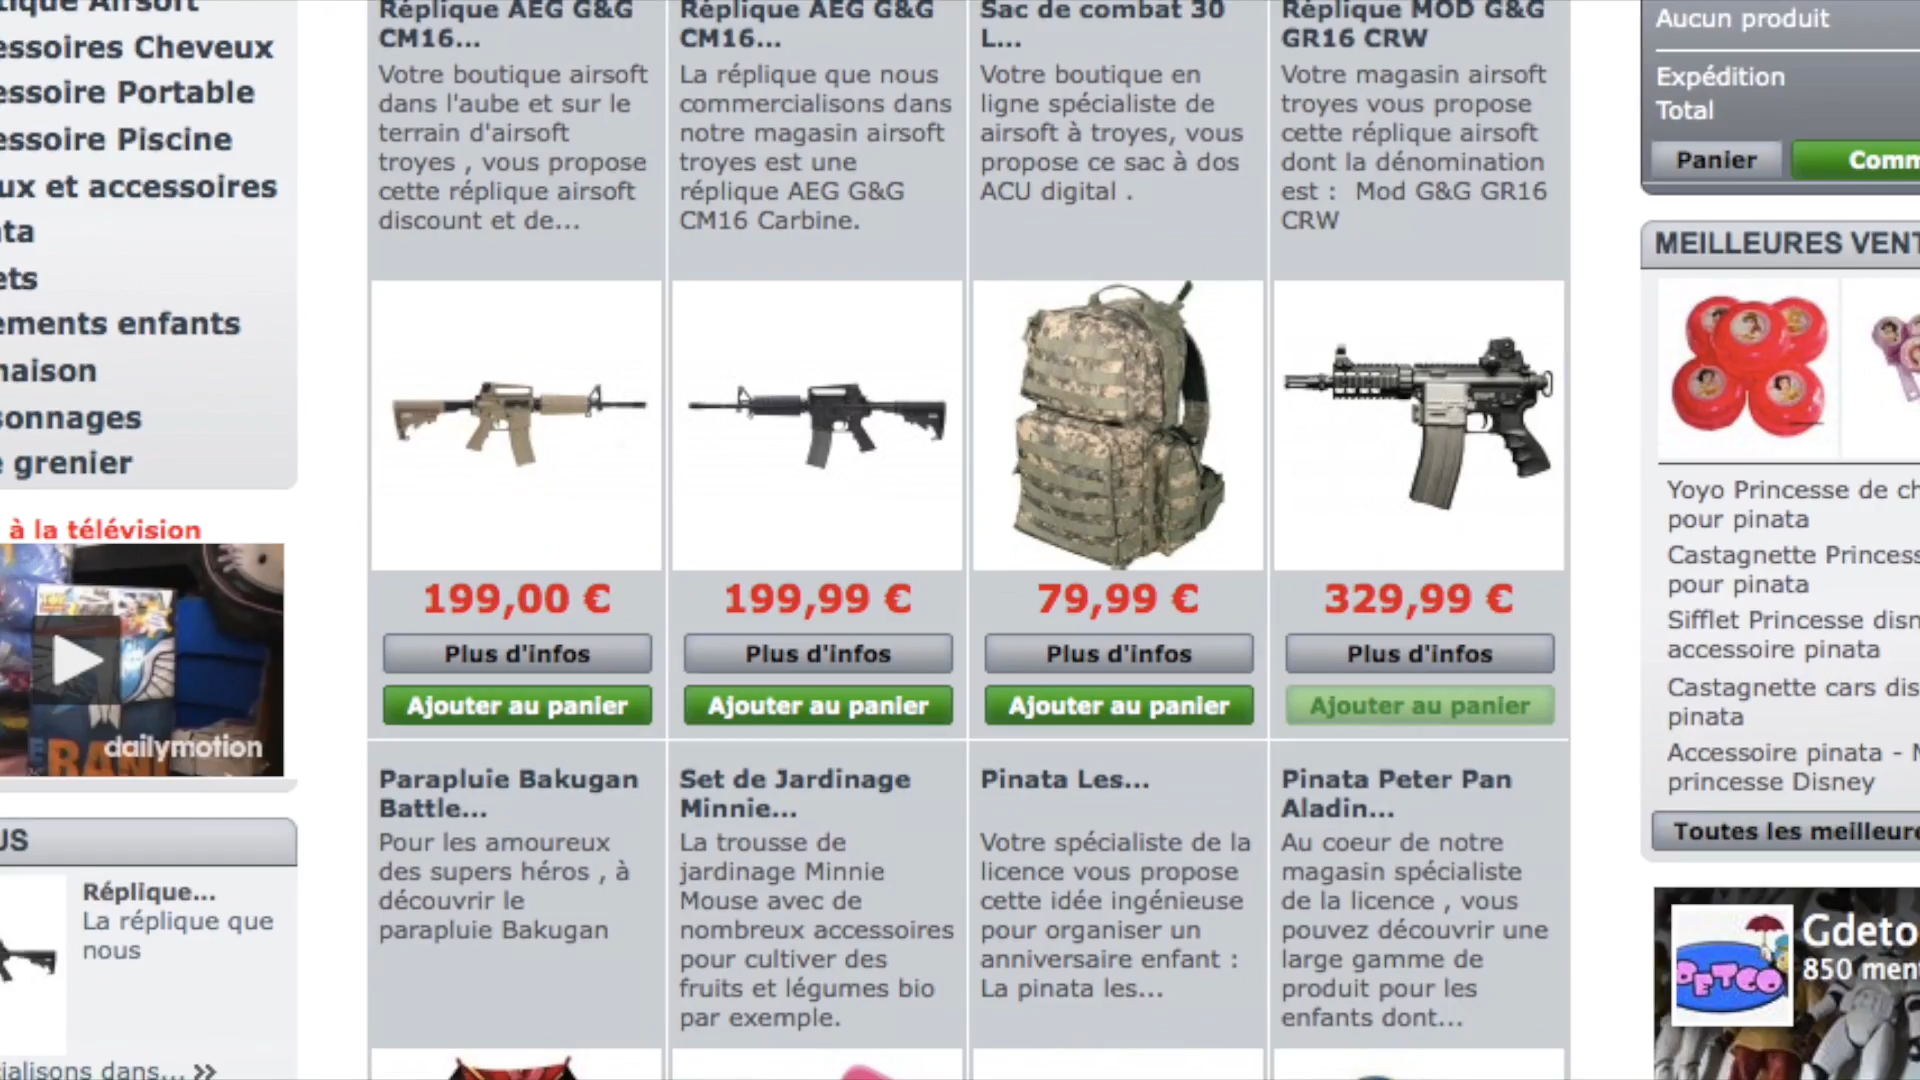 tique Airsoft
essoires Cheveux
essoire Portable
essoire Piscine
ux et accessoires
ata
ets
ements enfants
maison
sonnages
e grenier
à la télévision
dailymotion
US
Réplique...
La réplique que
nous
cialisons dans... »
Réplique AEG G&G
CM16...
Votre boutique airsoft
dans l'aube et sur le
terrain d'airsoft
troyes , vous propose
cette réplique airsoft
discount et de...
199,00 €
Plus d'infos
Ajouter au panier
Réplique AEG G&G
CM16...
La réplique que nous
commercialisons dans
notre magasin airsoft
troyes est une
réplique AEG G&G
CM16 Carbine.
199,99 €
Plus d'infos
Ajouter au panier
Sac de combat 30
L...
Votre boutique en
ligne spécialiste de
airsoft à troyes, vous
propose ce sac à dos
ACU digital .
79,99 €
Plus d'infos
Ajouter au panier
Réplique MOD G&G
GR16 CRW
Votre magasin airsoft
troyes vous propose
cette réplique airsoft
dont la dénomination
est : Mod G&G GR16
CRW
329,99 €
Plus d'infos
Ajouter au panier
Parapluie Bakugan
Battle...
Pour les amoureux
des supers héros , à
découvrir le
parapluie Bakugan
Set de Jardinage
Minnie...
La trousse de
jardinage Minnie
Mouse avec de
nombreux accessoires
pour cultiver des
fruits et légumes bio
par exemple.
Pinata Les...
Votre spécialiste de la
licence vous propose
cette idée ingénieuse
pour organiser un
anniversaire enfant :
La pinata les...
Pinata Peter Pan
Aladin...
Au coeur de notre
magasin spécialiste
de la licence , vous
pouvez découvrir une
large gamme de
produit pour les
enfants dont...
Aucun produit
Expédition
Total
Panier
Comm
MEILLEURES VENT
Yoyo Princesse de ch
pour pinata
Castagnette Princess
pour pinata
Sifflet Princesse disn
accessoire pinata
Castagnette cars dis
pinata
Accessoire pinata - M
princesse Disney
Toutes les meilleure
Gdeto
850 ment